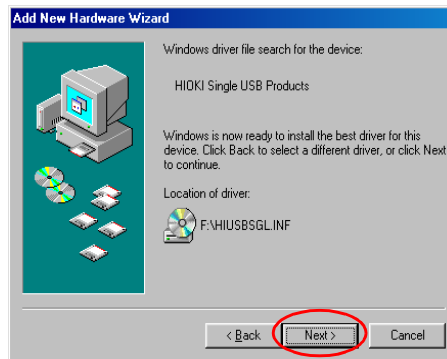 Add New Hardware Wizard
Windows driver file search for the device:
HIOKI Single USB Products
Windows is now ready to install the best driver for this
device. Click Back to select a different driver, or click Next
to continue.
Location of driver:
F:\HIUSBSGL.INF
< Back
Next >
Cancel